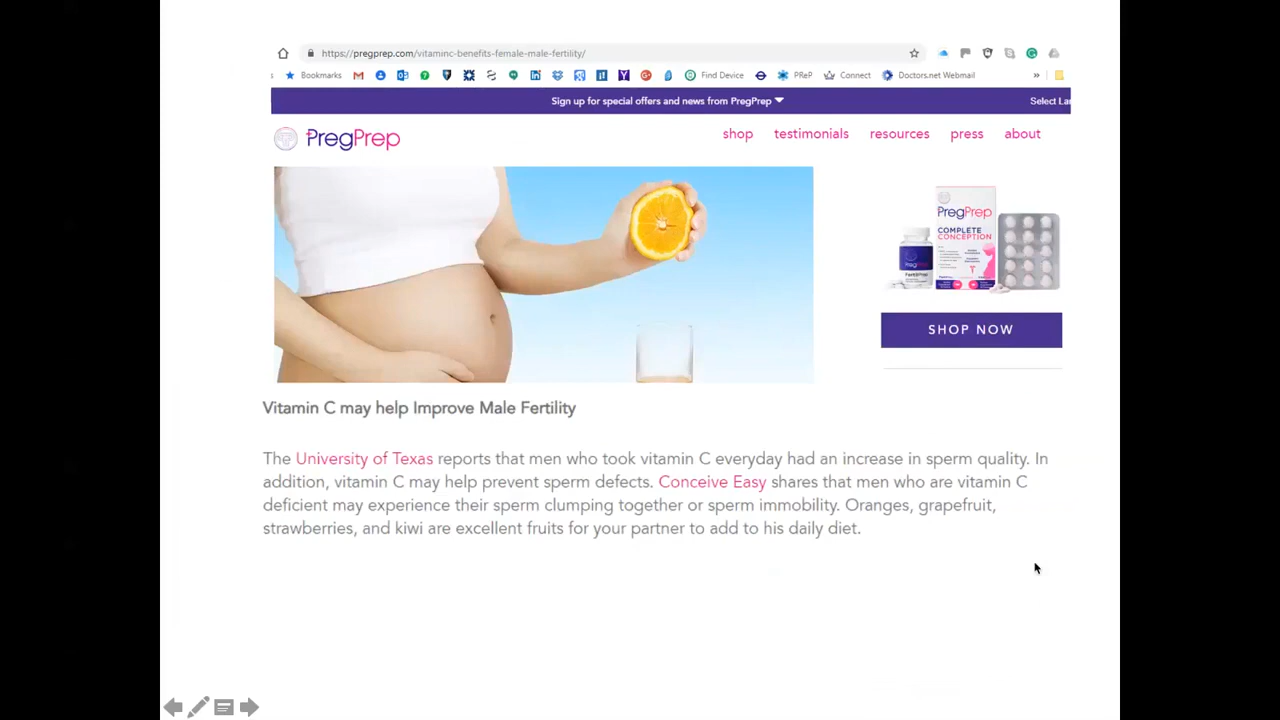 https://pregprep.com/vitaminc-benefits-female-male-fertility/
Bookmarks Find Device PReP Connect Doctors.net Webmail »
Sign up for special offers and news from PregPrep
Select Lan
PregPrep
shop testimonials resources press about
PregPrep
COMPLETE
CONCEPTION
SHOP NOW
Vitamin C may help Improve Male Fertility
The University of Texas reports that men who took vitamin C everyday had an increase in sperm quality. In
addition, vitamin C may help prevent sperm defects. Conceive Easy shares that men who are vitamin C
deficient may experience their sperm clumping together or sperm immobility. Oranges, grapefruit,
strawberries, and kiwi are excellent fruits for your partner to add to his daily diet.